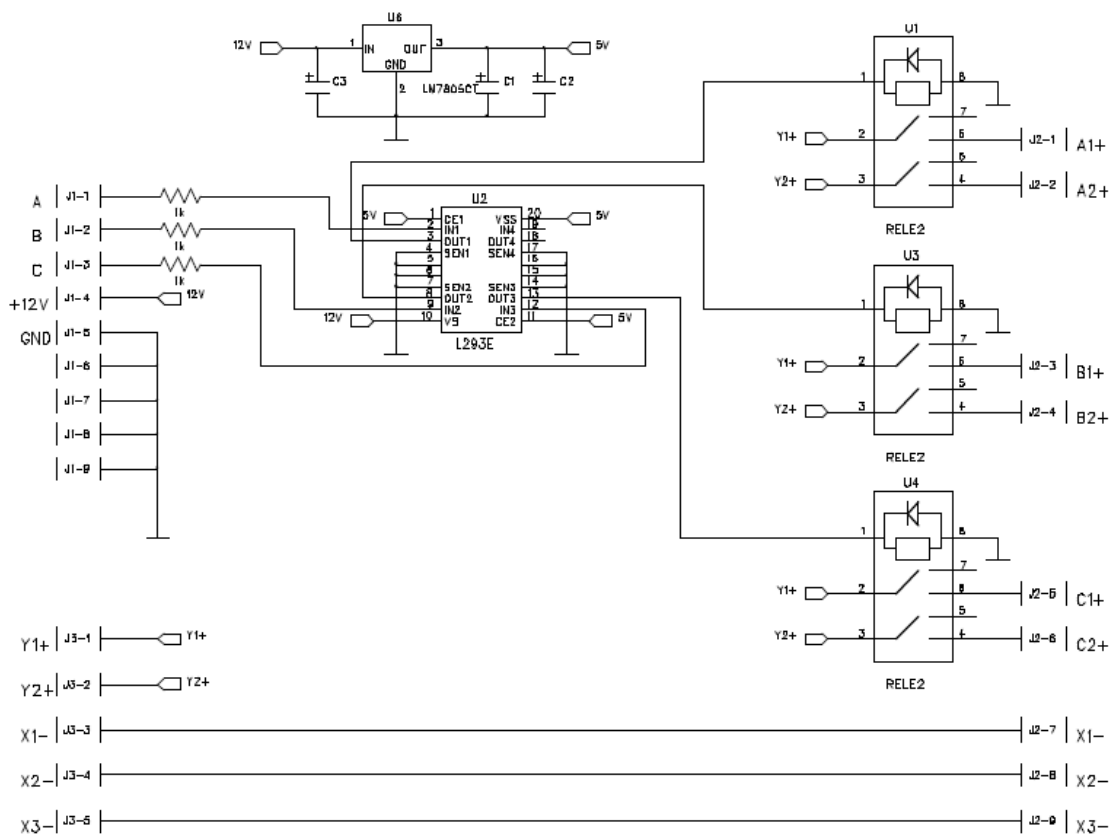 U6
12V 1 IN OUT 3 5V
GND
2
C3 LM7805CT C1 C2
U1
1 8
7
Y1+ 2 6 J2-1 A1+
5
Y2+ 3 4 J2-2 A2+
RELE2
A J1-1 1k
B J1-2 1k
C J1-3 1k
+12V J1-4 12V
GND J1-5
J1-6
J1-7
J1-8
J1-9
U2
5V 1 CE1 VSS 20 5V
2 IN1 IN4 19
3 OUT1 OUT4 18
4 SEN1 SEN4 17
5 16
6 15
7 SEN2 SEN3 14
8 OUT2 OUT3 13
9 IN2 IN3 12
12V 10 VS CE2 11 5V
L293E
U3
1 8
7
Y1+ 2 6 J2-3 B1+
5
Y2+ 3 4 J2-4 B2+
RELE2
U4
1 8
7
Y1+ 2 6 J2-5 C1+
5
Y2+ 3 4 J2-6 C2+
RELE2
Y1+ J3-1 Y1+
Y2+ J3-2 Y2+
X1- J3-3 J2-7 X1-
X2- J3-4 J2-8 X2-
X3- J3-5 J2-9 X3-